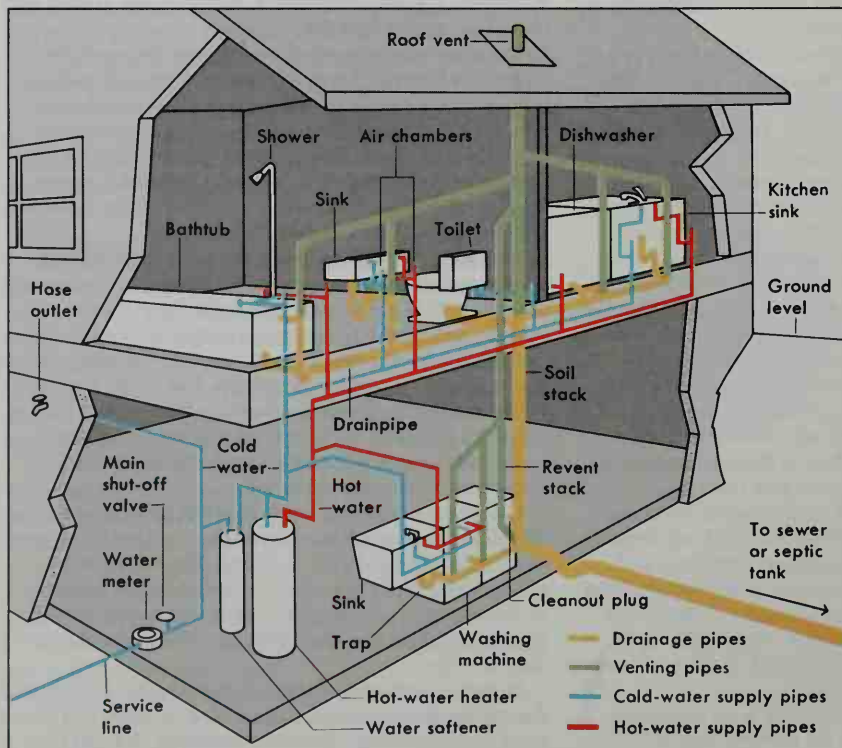 Roof vent
Shower
Air chambers
Dishwasher
Sink
Toilet
Kitchen
sink
Bathtub
Hose
outlet
Ground
level
Soil
stack
Drainpipe
Cold
water
Main
shut-off
valve
Revent
stack
Hot
water
Water
meter
To sewer
or septic
tank
Sink
Cleanout plug
Trap
Washing
machine
Drainage pipes
Venting pipes
Cold-water supply pipes
Hot-water supply pipes
Hot-water heater
Service
line
Water softener